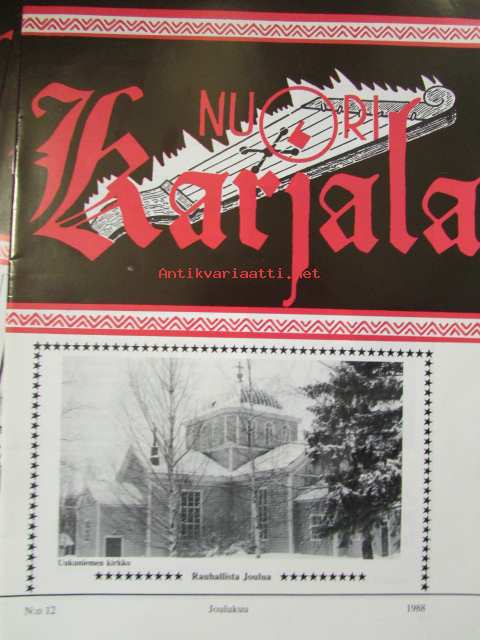 NUORI
Karjala
Antikvariaatti.net
Uukuniemen kirkko
★★★★★★★★★ Rauhallista Joulua ★★★★★★★★★
N:o 12 Joulukuu 1988